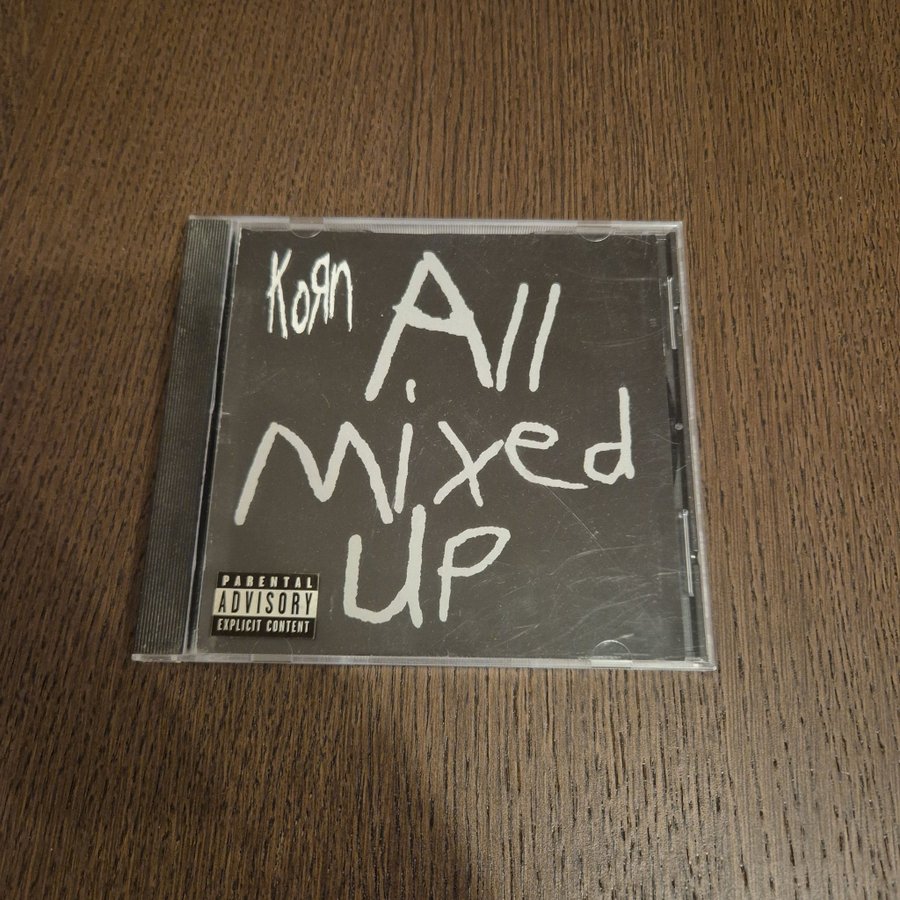 KoЯn
All
mixed
UP
PARENTAL
ADVISORY
EXPLICIT CONTENT